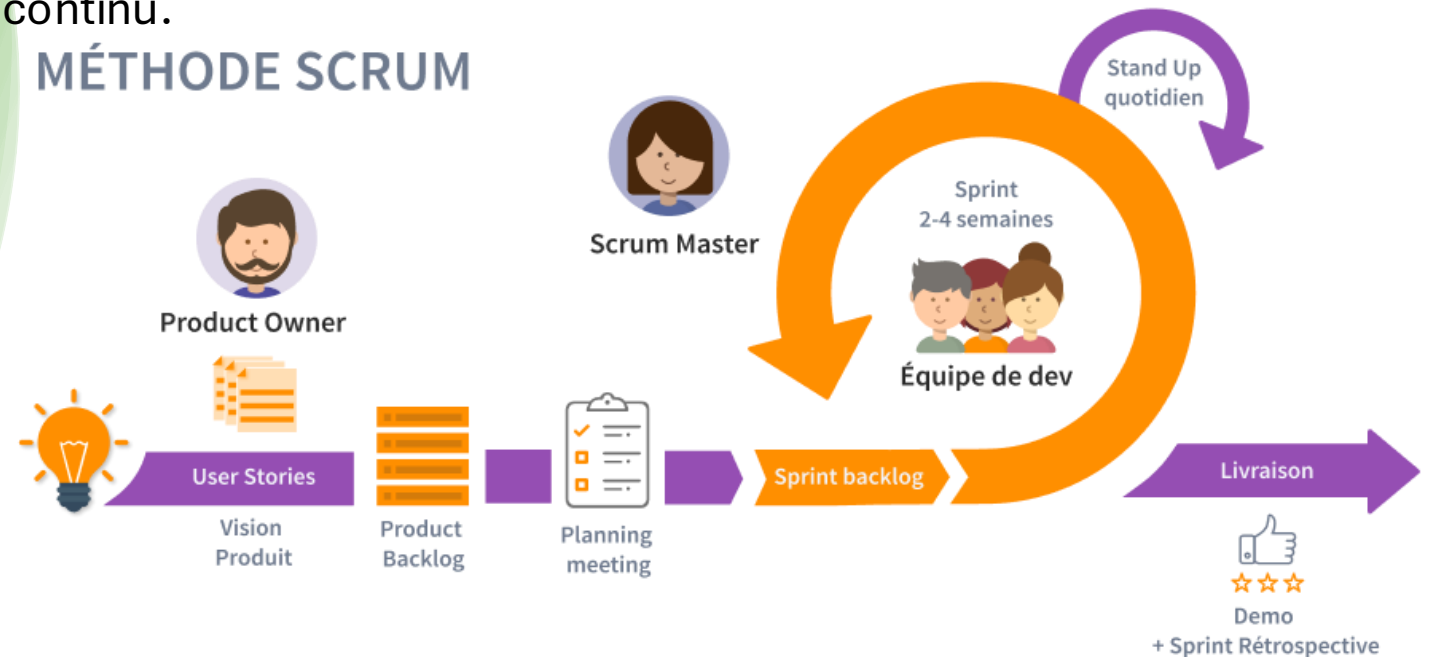 continu.
MÉTHODE SCRUM
Stand Up
quotidien
Sprint
2-4 semaines
Scrum Master
Product Owner
Équipe de dev
User Stories
Sprint backlog
Livraison
Vision
Produit
Product
Backlog
Planning
meeting
Demo
+ Sprint Rétrospective